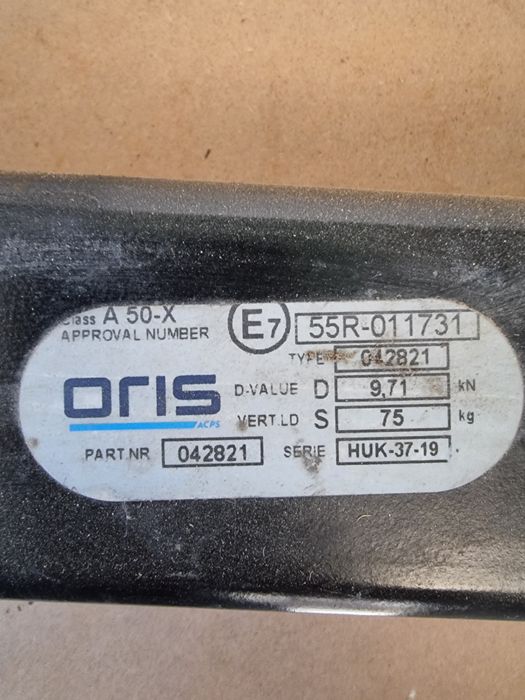 Class A 50-X
APPROVAL NUMBER E7 55R-011731
TYPE 042821
oris ACPS
D-VALUE D 9,71 kN
VERT.LD S 75 kg
PART.NR 042821 SERIE HUK-37-19